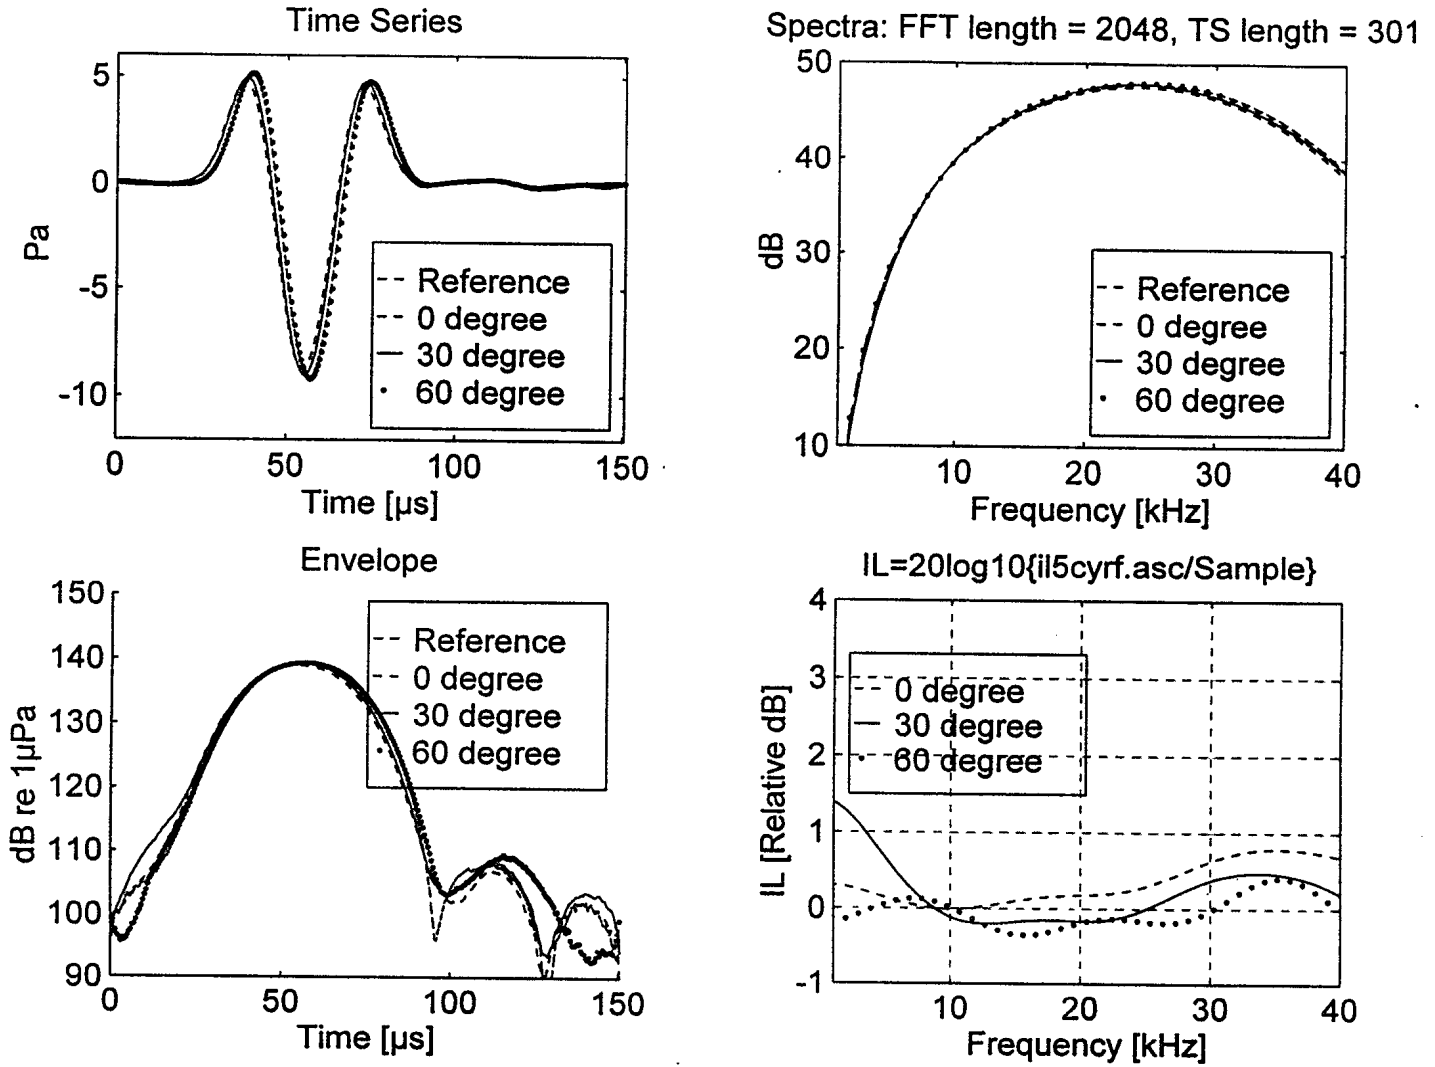 Time Series
5
0
-5
-10
Pa
Reference
0 degree
30 degree
60 degree
0 50 100 150
Time [µs]
Spectra: FFT length = 2048, TS length = 301
50
40
30
20
10
dB
Reference
0 degree
30 degree
60 degree
10 20 30 40
Frequency [kHz]
Envelope
150
140
130
120
110
100
90
dB re 1µPa
Reference
0 degree
30 degree
60 degree
0 50 100 150
Time [µs]
IL=20log10{il5cyrf.asc/Sample}
4
3
2
1
0
-1
IL [Relative dB]
0 degree
30 degree
60 degree
10 20 30 40
Frequency [kHz]